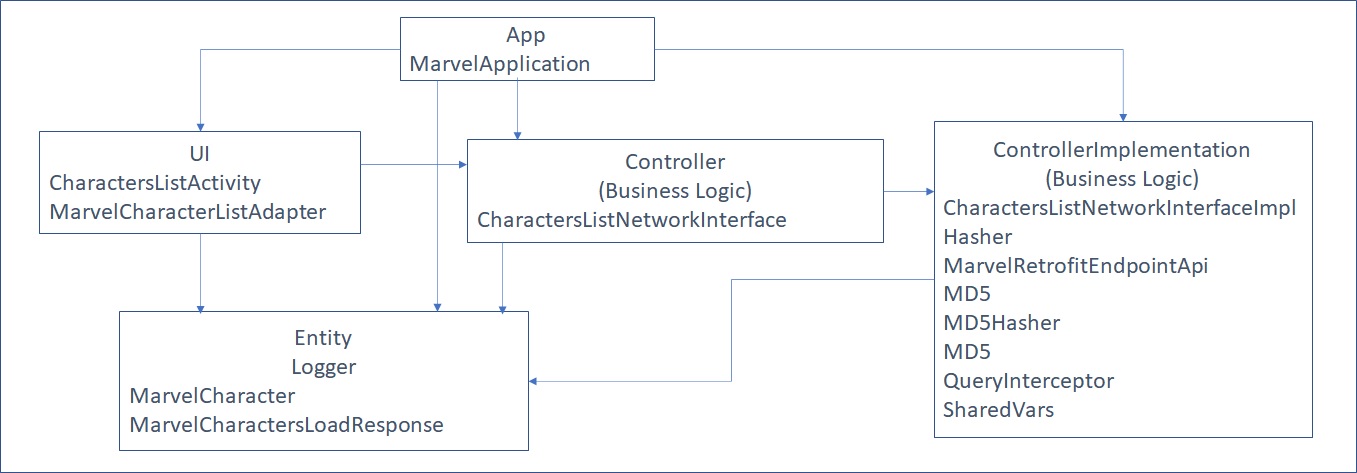 App
MarvelApplication
UI
CharactersListActivity
MarvelCharacterListAdapter
Controller
(Business Logic)
CharactersListNetworkInterface
ControllerImplementation
(Business Logic)
CharactersListNetworkInterfaceImpl
Hasher
MarvelRetrofitEndpointApi
MD5
MD5Hasher
MD5
QueryInterceptor
SharedVars
Entity
Logger
MarvelCharacter
MarvelCharactersLoadResponse